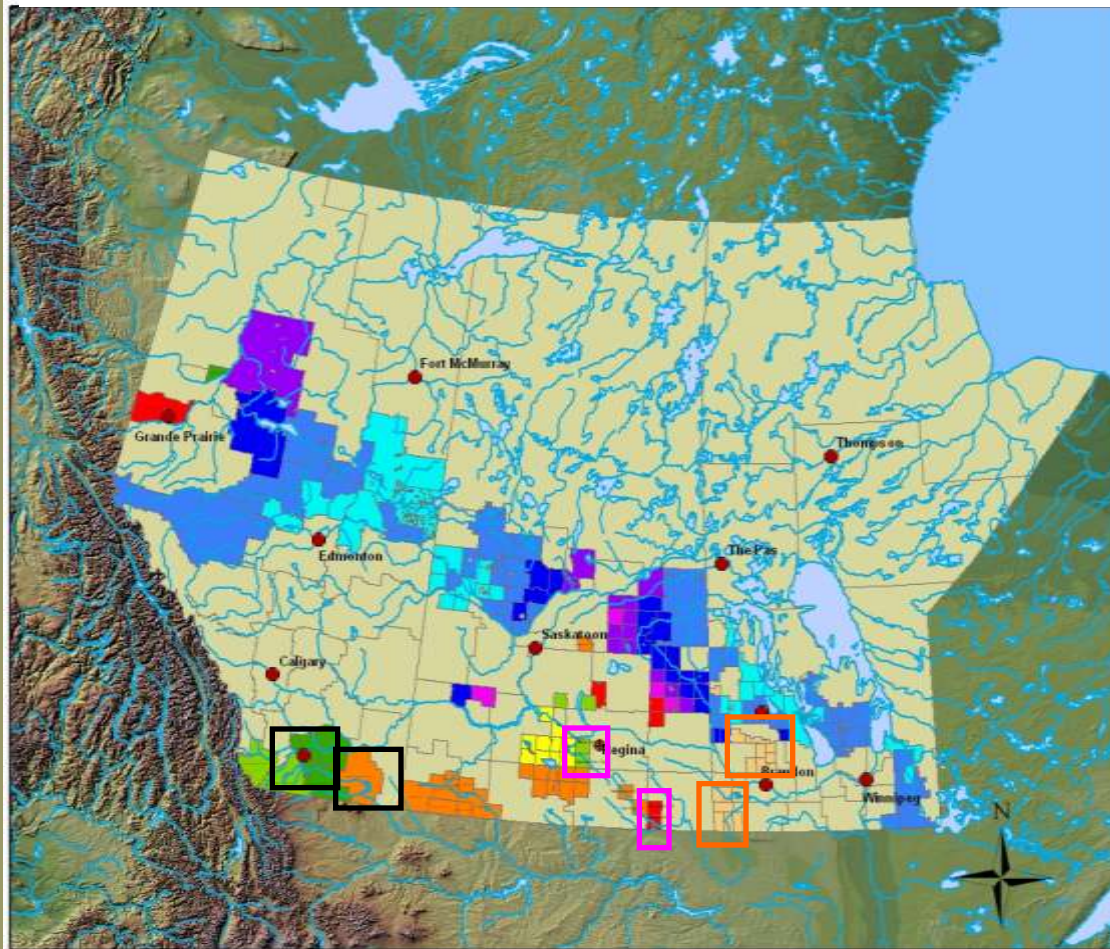 Fort McMurray
Grande Prairie
Thompson
Edmonton
The Pas
Saskatoon
Calgary
Regina
Brandon
Winnipeg
N